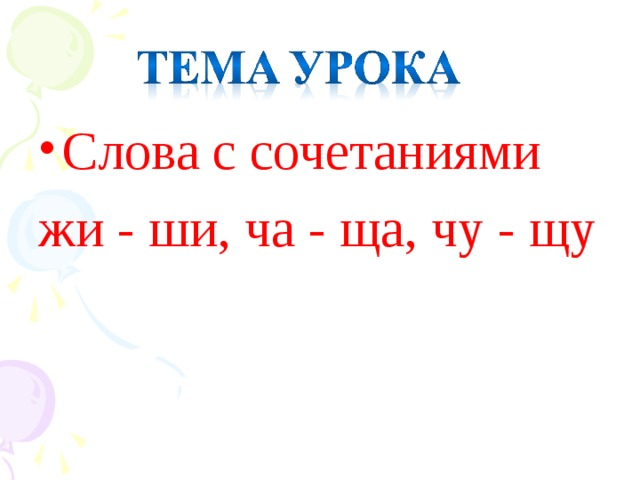 ТЕМА УРОКА
• Слова с сочетаниями
жи - ши, ча - ща, чу - щу